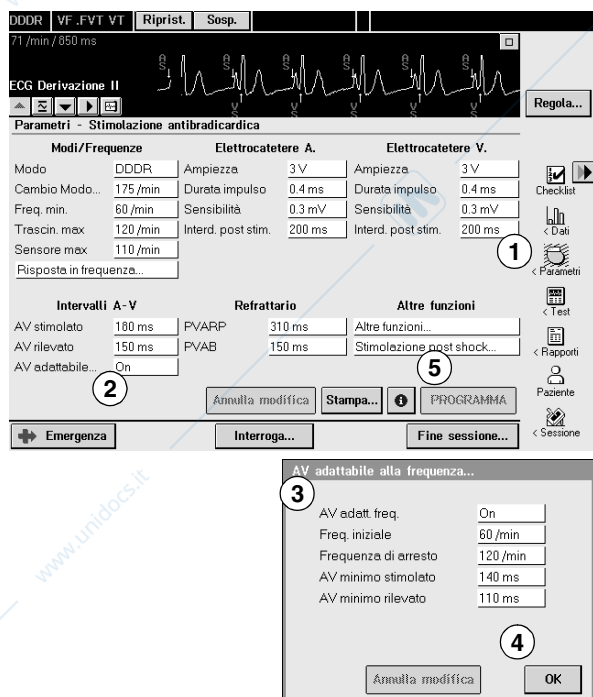 DDDR VF .FVT VT Riprist. Sosp.
71 /min / 850 ms
A S A S A S A S A S A S
ECG Derivazione II
V S V S V S V S V S
Regola...
Parametri - Stimolazione antibradicardica
Modi/Frequenze Elettrocatetere A. Elettrocatetere V.
Modo DDDR Ampiezza 3 V Ampiezza 3 V
Cambio Modo... 175 /min Durata impulso 0.4 ms Durata impulso 0.4 ms
Freq. min. 60 /min Sensibilità 0.3 mV Sensibilità 0.3 mV
Trascin. max 120 /min Interd. post stim. 200 ms Interd. post stim. 200 ms
Sensore max 110 /min
Risposta in frequenza...
Intervalli A-V Refrattario Altre funzioni
AV stimolato 180 ms PVARP 310 ms Altre funzioni...
AV rilevato 150 ms PVAB 150 ms Stimolazione post shock...
AV adattabile... On
2
5
Annulla modifica Stampa... i PROGRAMMA
Emergenza Interroga... Fine sessione...
Checklist
< Dati
1
< Parametri
< Test
< Rapporti
Paziente
< Sessione
AV adattabile alla frequenza...
3
AV adatt. freq. On
Freq. iniziale 60 /min
Frequenza di arresto 120 /min
AV minimo stimolato 140 ms
AV minimo rilevato 110 ms
4
Annulla modifica OK
www.unidocs.it